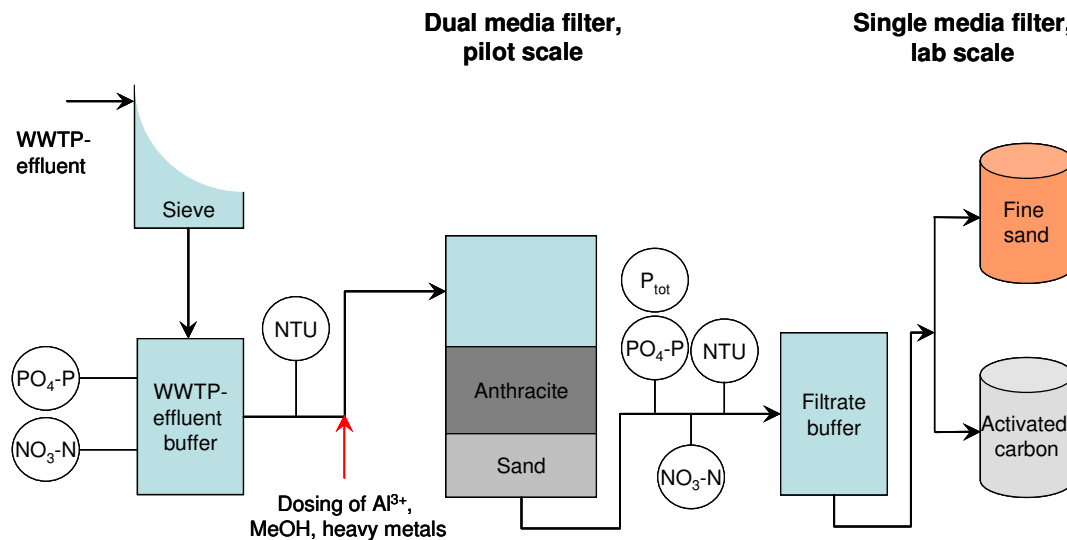 Dual media filter,
pilot scale
Single media filter,
lab scale
WWTP-
effluent
Sieve
NTU
PO₄-P
NO₃-N
WWTP-
effluent
buffer
Dosing of Al³⁺,
MeOH, heavy metals
Anthracite
Sand
Pₜₒₜ
PO₄-P
NTU
NO₃-N
Filtrate
buffer
Fine
sand
Activated
carbon